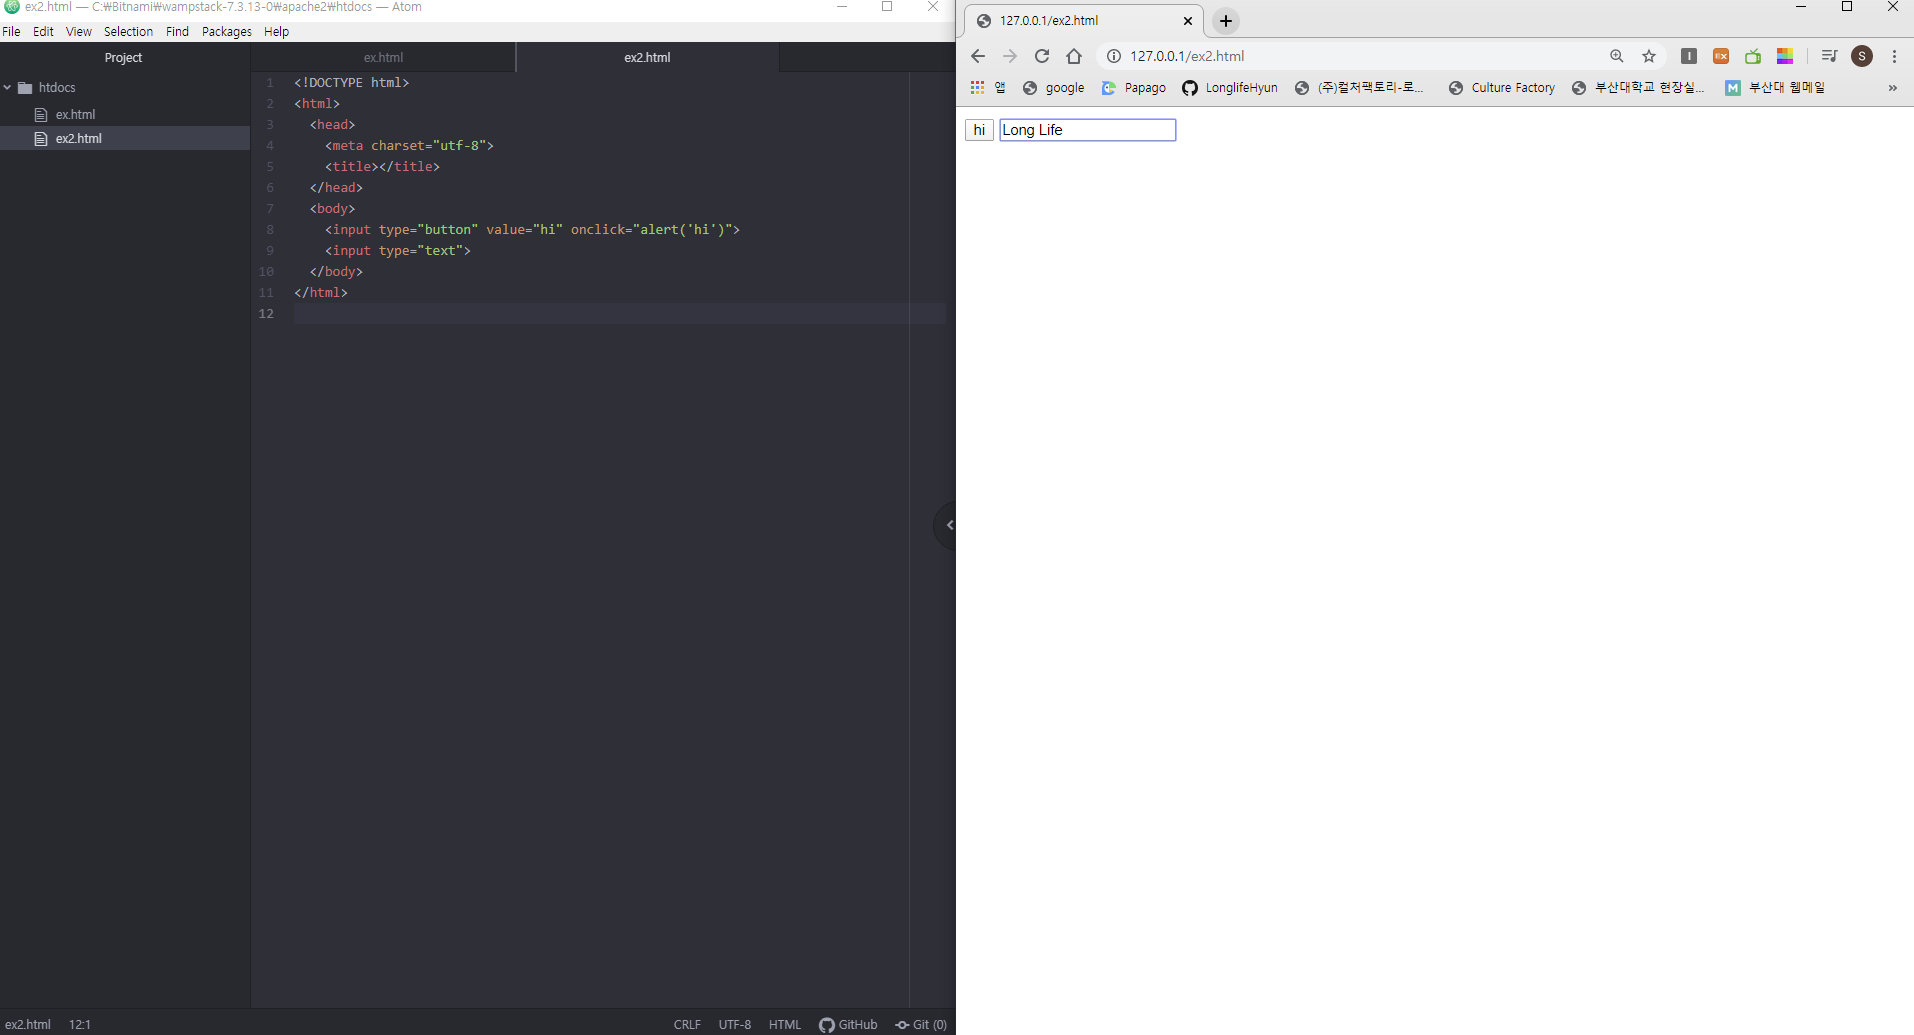 ex2.html — C:₩Bitnami₩wampstack-7.3.13-0₩apache2₩htdocs — Atom
File Edit View Selection Find Packages Help
Project
htdocs
ex.html
ex2.html
ex.html ex2.html
1 <!DOCTYPE html>
2 <html>
3 <head>
4 <meta charset="utf-8">
5 <title></title>
6 </head>
7 <body>
8 <input type="button" value="hi" onclick="alert('hi')">
9 <input type="text">
10 </body>
11 </html>
12
ex2.html 12:1 CRLF UTF-8 HTML GitHub Git (0)
127.0.0.1/ex2.html
127.0.0.1/ex2.html I EX S
앱 google Papago LonglifeHyun (주)컬처팩토리-로... Culture Factory 부산대학교 현장실... M 부산대 웹메일 »
hi Long Life